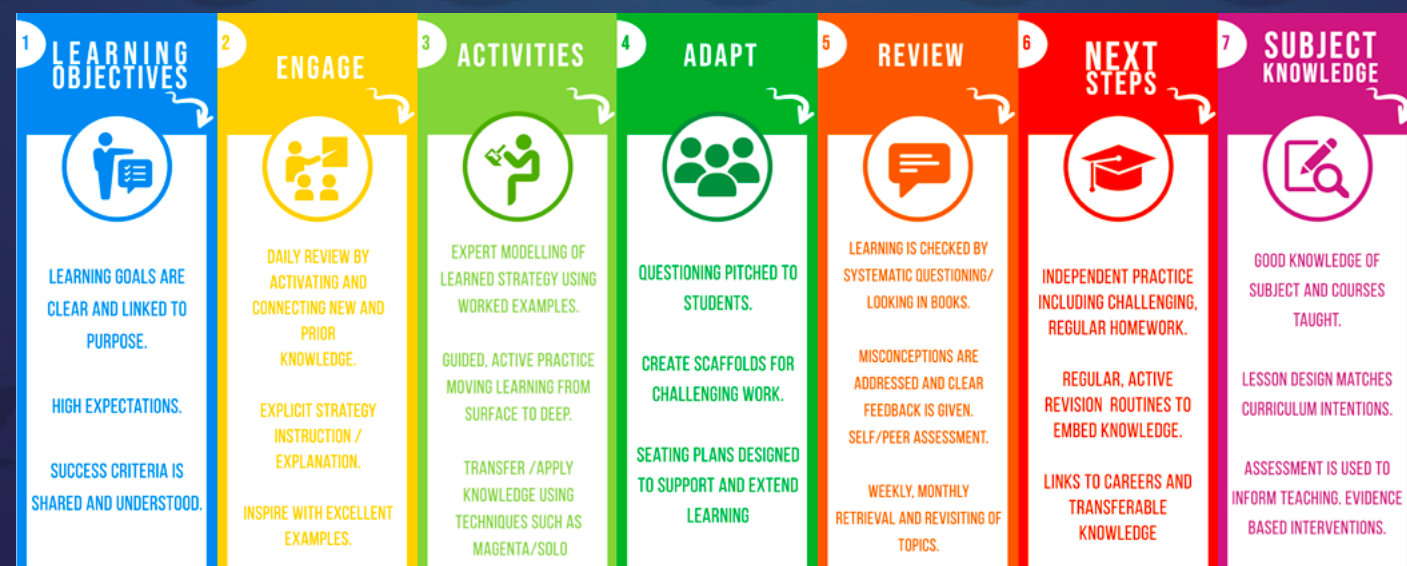 1
LEARNING
OBJECTIVES
LEARNING GOALS ARE
CLEAR AND LINKED TO
PURPOSE.
HIGH EXPECTATIONS.
SUCCESS CRITERIA IS
SHARED AND UNDERSTOOD.
2
ENGAGE
DAILY REVIEW BY
ACTIVATING AND
CONNECTING NEW AND
PRIOR
KNOWLEDGE.
EXPLICIT STRATEGY
INSTRUCTION /
EXPLANATION.
INSPIRE WITH EXCELLENT
EXAMPLES.
3
ACTIVITIES
EXPERT MODELLING OF
LEARNED STRATEGY USING
WORKED EXAMPLES.
GUIDED, ACTIVE PRACTICE
MOVING LEARNING FROM
SURFACE TO DEEP.
TRANSFER /APPLY
KNOWLEDGE USING
TECHNIQUES SUCH AS
MAGENTA/SOLO
4
ADAPT
QUESTIONING PITCHED TO
STUDENTS.
CREATE SCAFFOLDS FOR
CHALLENGING WORK.
SEATING PLANS DESIGNED
TO SUPPORT AND EXTEND
LEARNING
5
REVIEW
LEARNING IS CHECKED BY
SYSTEMATIC QUESTIONING/
LOOKING IN BOOKS.
MISCONCEPTIONS ARE
ADDRESSED AND CLEAR
FEEDBACK IS GIVEN.
SELF/PEER ASSESSMENT.
WEEKLY, MONTHLY
RETRIEVAL AND REVISITING OF
TOPICS.
6
NEXT
STEPS
INDEPENDENT PRACTICE
INCLUDING CHALLENGING,
REGULAR HOMEWORK.
REGULAR, ACTIVE
REVISION ROUTINES TO
EMBED KNOWLEDGE.
LINKS TO CAREERS AND
TRANSFERABLE
KNOWLEDGE
7
SUBJECT
KNOWLEDGE
GOOD KNOWLEDGE OF
SUBJECT AND COURSES
TAUGHT.
LESSON DESIGN MATCHES
CURRICULUM INTENTIONS.
ASSESSMENT IS USED TO
INFORM TEACHING. EVIDENCE
BASED INTERVENTIONS.